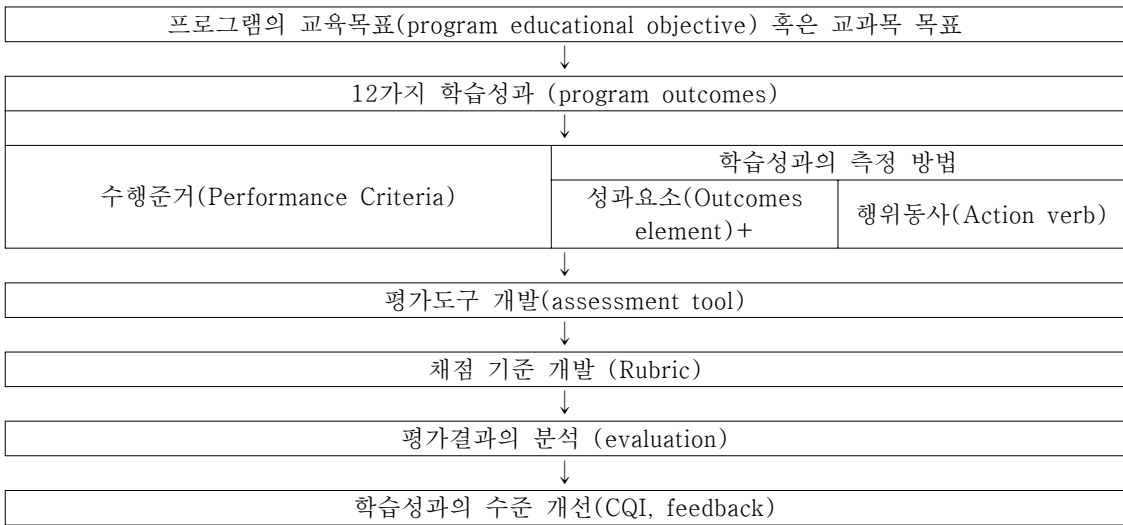 프로그램의 교육목표(program educational objective) 혹은 교과목 목표
↓
12가지 학습성과 (program outcomes)
↓
수행준거(Performance Criteria)
학습성과의 측정 방법
성과요소(Outcomes
element)+
행위동사(Action verb)
↓
평가도구 개발(assessment tool)
↓
채점 기준 개발 (Rubric)
↓
평가결과의 분석 (evaluation)
↓
학습성과의 수준 개선(CQI, feedback)